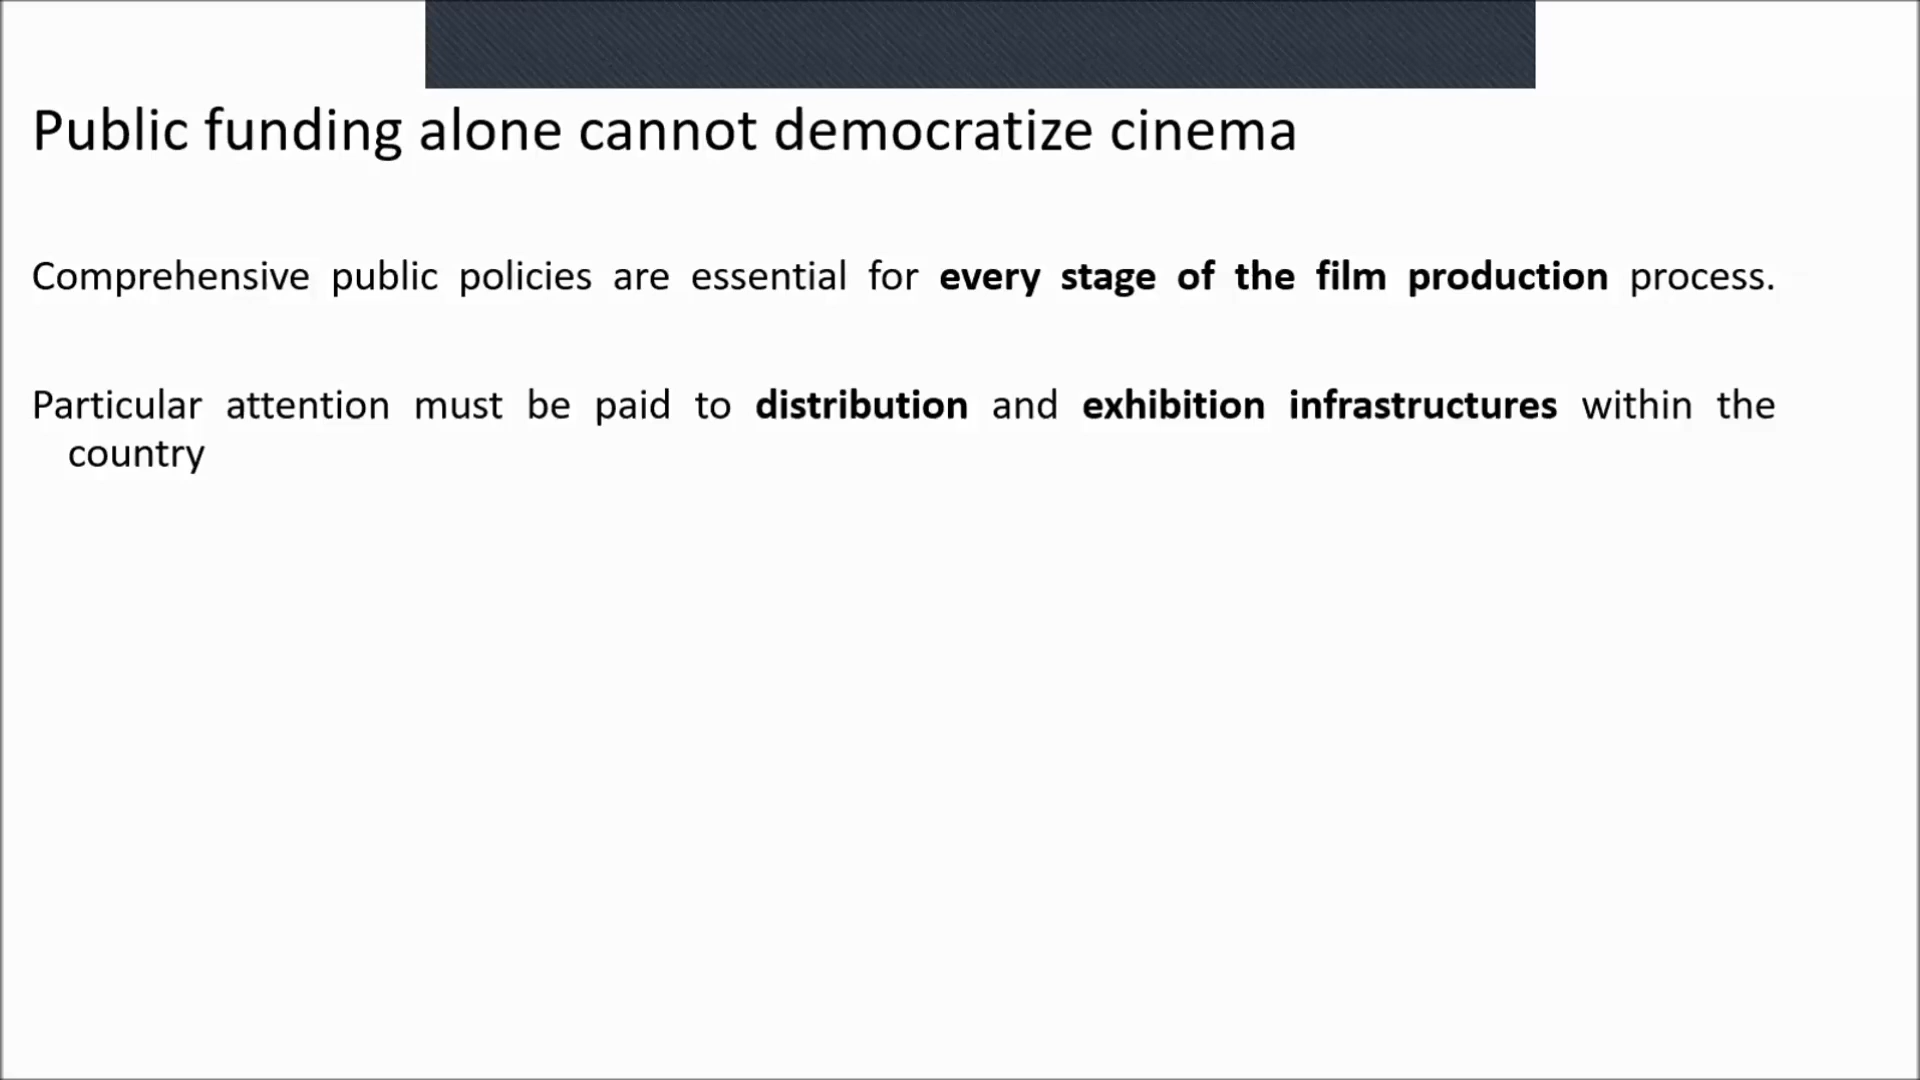 Public funding alone cannot democratize cinema
Comprehensive public policies are essential for every stage of the film production process.
Particular attention must be paid to distribution and exhibition infrastructures within the
country